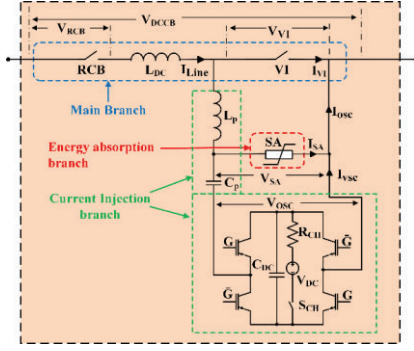 V_DCCB
V_RCB
V_VI
RCB
L_DC
I_Line
VI
I_VI
Main Branch
L_p
I_Osc
Energy absorption
branch
SA
I_SA
C_p
V_SA
I_Vsc
Current Injection
branch
V_OSC
G
R_CH
Ḡ
C_DC
V_DC
Ḡ
S_CH
G